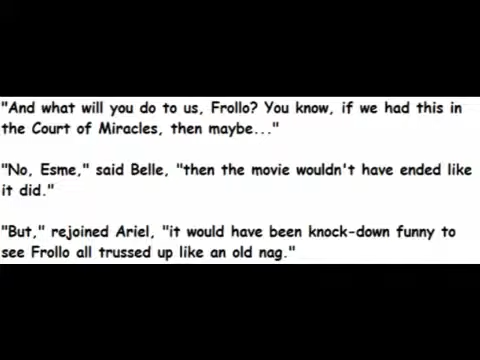 "And what will you do to us, Frollo? You know, if we had this in
the Court of Miracles, then maybe..."
"No, Esme," said Belle, "then the movie wouldn't have ended like
it did."
"But," rejoined Ariel, "it would have been knock-down funny to
see Frollo all trussed up like an old nag."